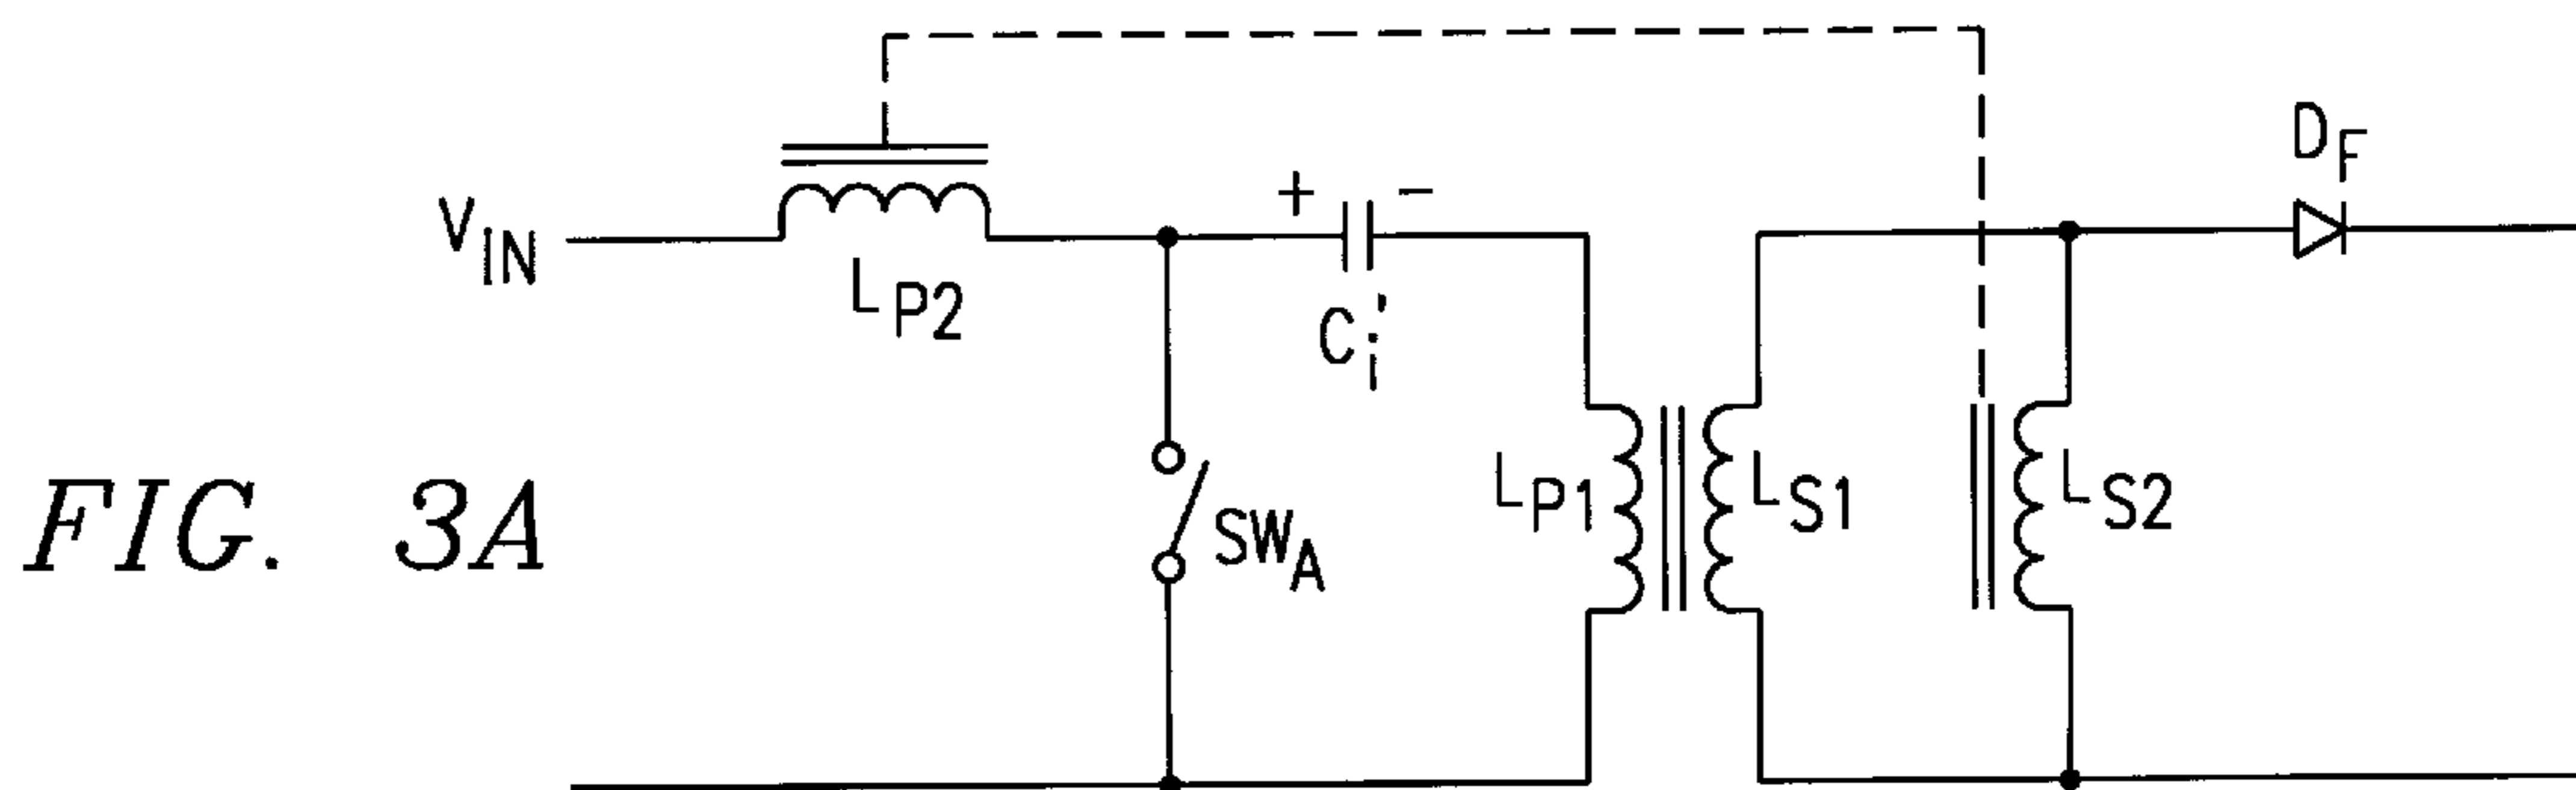 D_F
V_IN
+ -
L_P2
C_i'
L_P1
L_S1
L_S2
SW_A
FIG. 3A